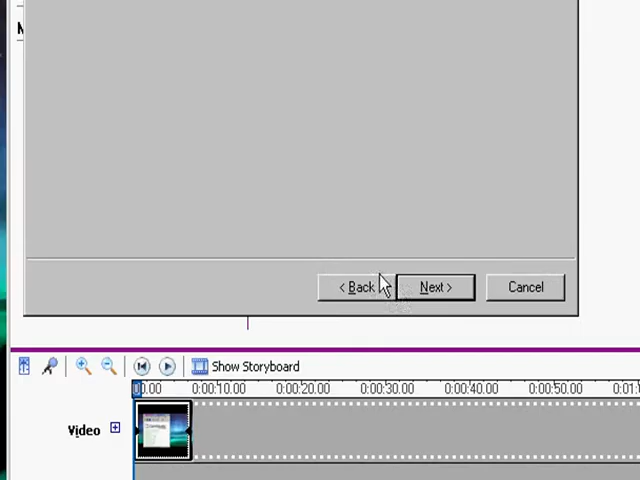 < Back
Next >
Cancel
Show Storyboard
0.00
0:00:10.00
0:00:20.00
0:00:30.00
0:00:40.00
0:00:50.00
Video